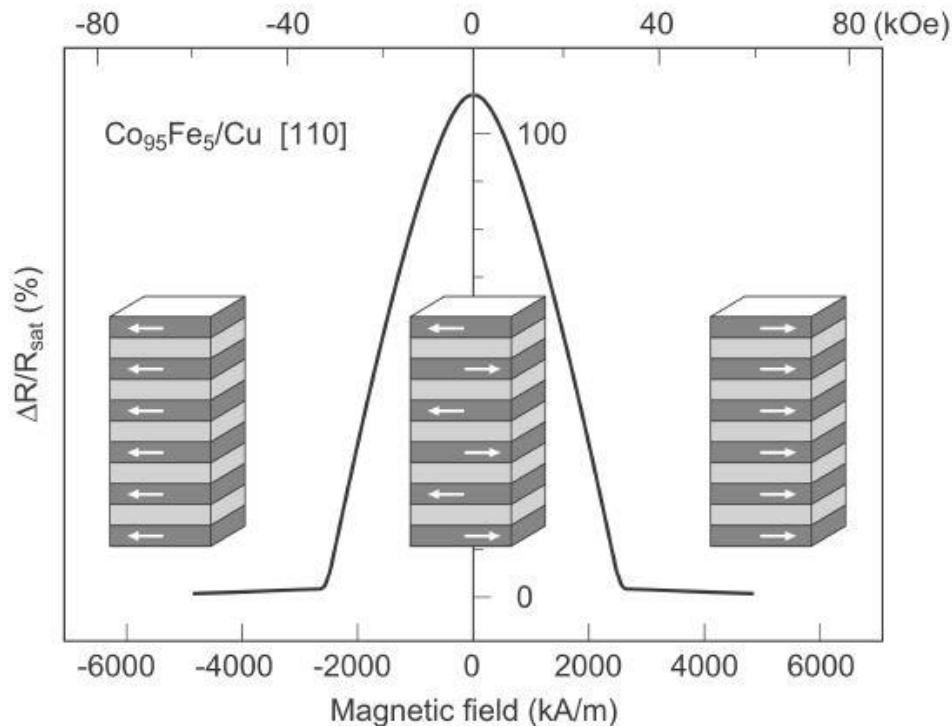 -80 -40 0 40 80 (kOe)
Co₉₅Fe₅/Cu [110]
100
ΔR/R_sat (%)
0
-6000 -4000 -2000 0 2000 4000 6000
Magnetic field (kA/m)